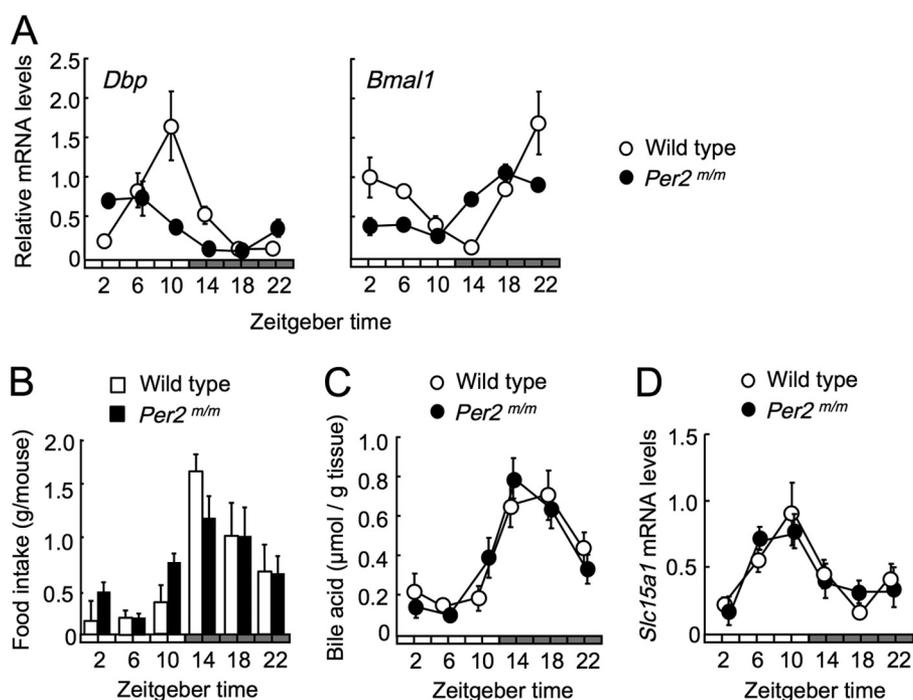 A
Relative mRNA levels
2.5
2.0
1.5
1.0
0.5
0
Dbp
2 6 10 14 18 22
Bmal1
2 6 10 14 18 22
Zeitgeber time
Wild type
Per2 m/m
B
Wild type
Per2 m/m
Food intake (g/mouse)
2.0
1.5
1.0
0.5
0
2 6 10 14 18 22
Zeitgeber time
C
Wild type
Per2 m/m
Bile acid (μmol / g tissue)
1.0
0.8
0.6
0.4
0.2
0
2 6 10 14 18 22
Zeitgeber time
D
Wild type
Per2 m/m
Slc15a1 mRNA levels
1.5
1.0
0.5
0
2 6 10 14 18 22
Zeitgeber time